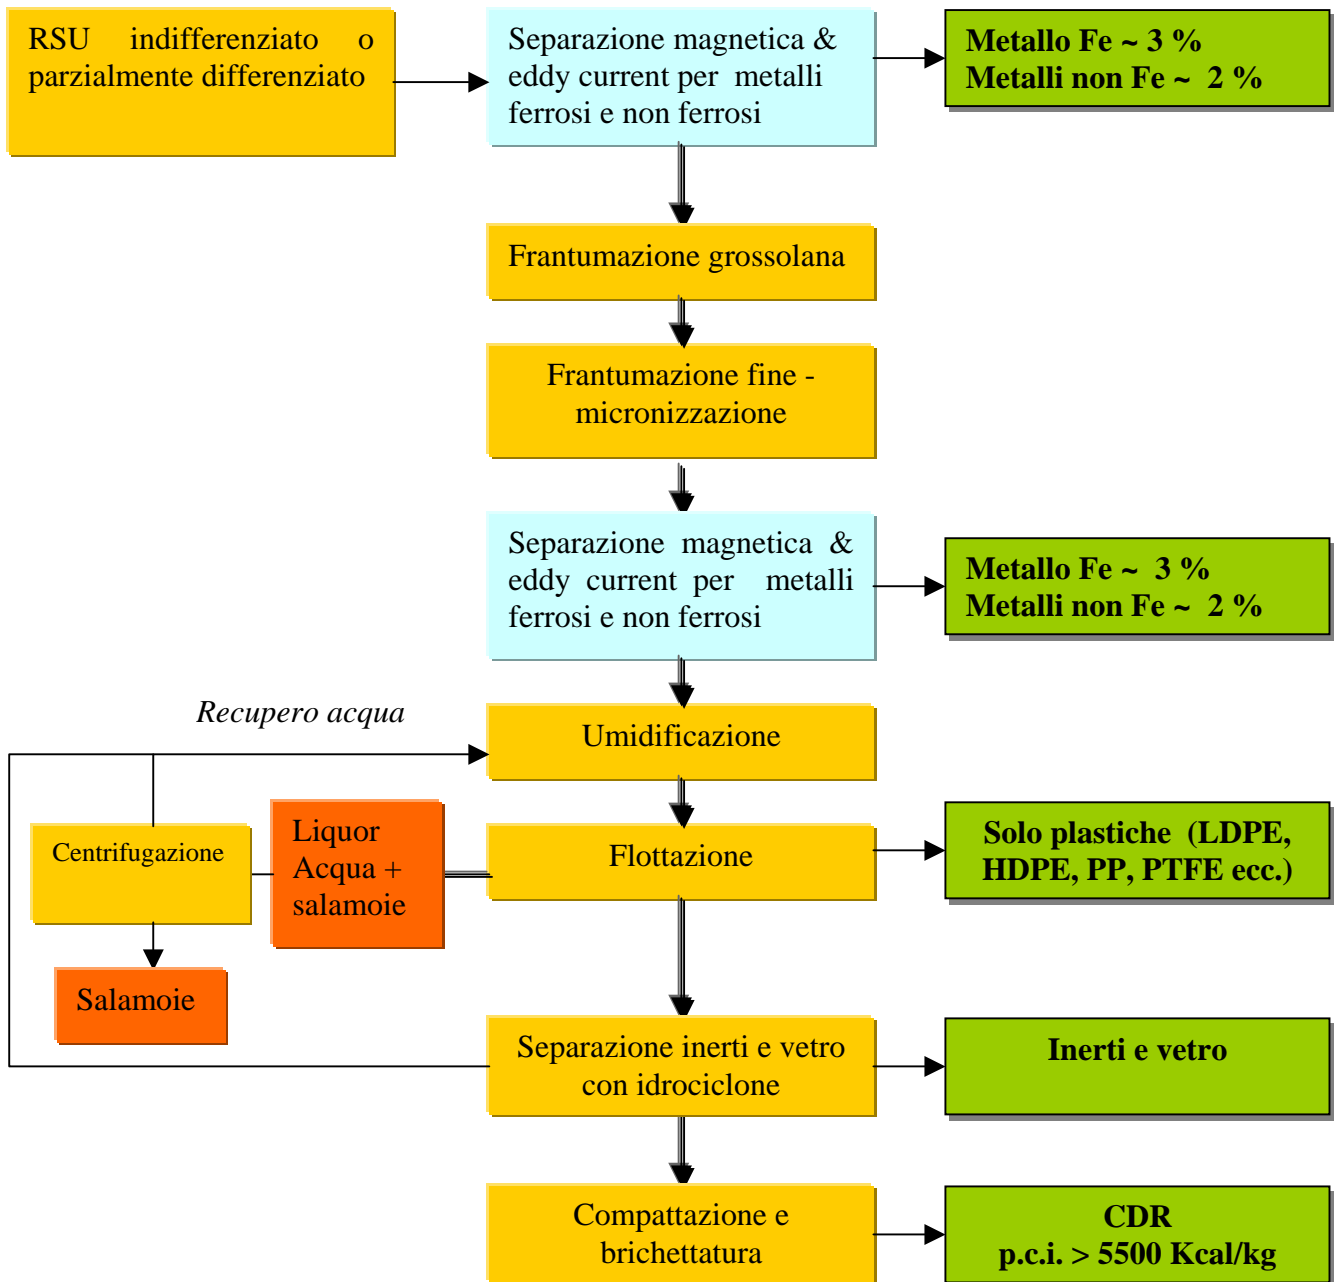 RSU indifferenziato o
parzialmente differenziato
Separazione magnetica &
eddy current per metalli
ferrosi e non ferrosi
Metallo Fe ~ 3 %
Metalli non Fe ~ 2 %
Frantumazione grossolana
Frantumazione fine -
micronizzazione
Separazione magnetica &
eddy current per metalli
ferrosi e non ferrosi
Metallo Fe ~ 3 %
Metalli non Fe ~ 2 %
Recupero acqua
Umidificazione
Centrifugazione
Liquor
Acqua +
salamoie
Flottazione
Solo plastiche (LDPE,
HDPE, PP, PTFE ecc.)
Salamoie
Separazione inerti e vetro
con idrociclone
Inerti e vetro
Compattazione e
brichettatura
CDR
p.c.i. > 5500 Kcal/kg